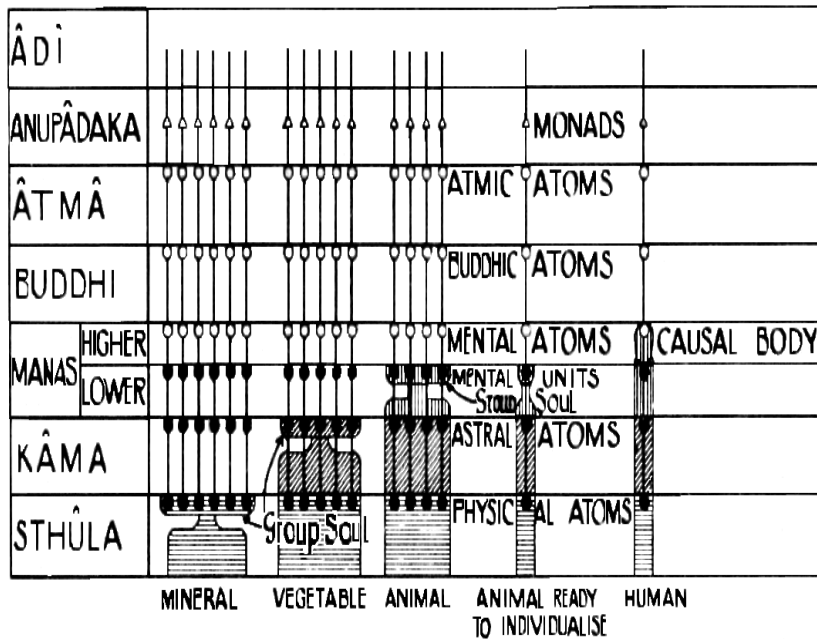 ÂDÌ
ANUPÂDAKA
MONADS
ÂTMÂ
ATMIC ATOMS
BUDDHI
BUDDHIC ATOMS
MANAS
HIGHER
MENTAL ATOMS
CAUSAL BODY
LOWER
MENTAL UNITS
Group Soul
KÂMA
ASTRAL ATOMS
STHÛLA
PHYSICAL ATOMS
Group Soul
MINERAL
VEGETABLE
ANIMAL
ANIMAL READY
TO INDIVIDUALISE
HUMAN